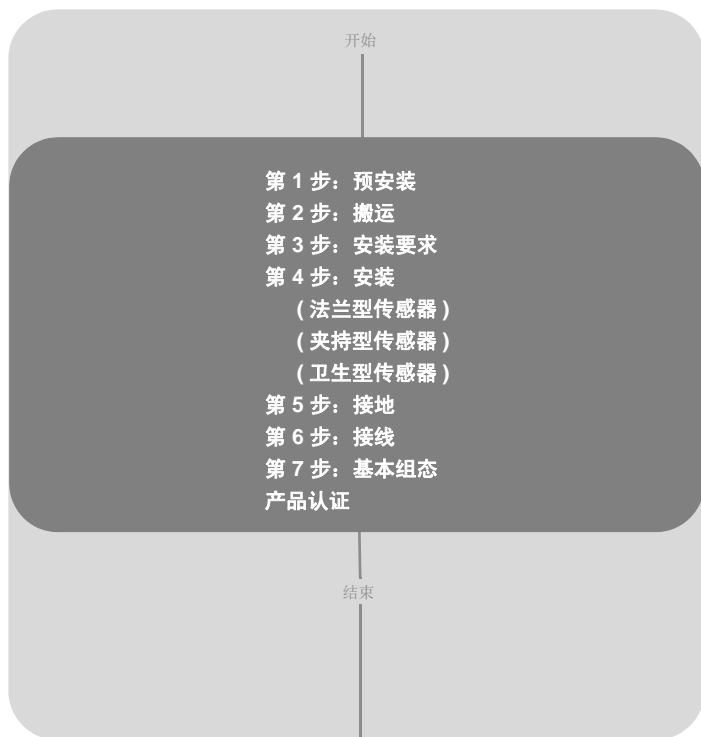 开始
第 1 步：预安装
第 2 步：搬运
第 3 步：安装要求
第 4 步：安装
( 法兰型传感器 )
( 夹持型传感器 )
( 卫生型传感器 )
第 5 步：接地
第 6 步：接线
第 7 步：基本组态
产品认证
结束